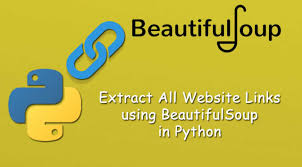 BeautifulSoup
Extract All Website Links
using BeautifulSoup
in Python